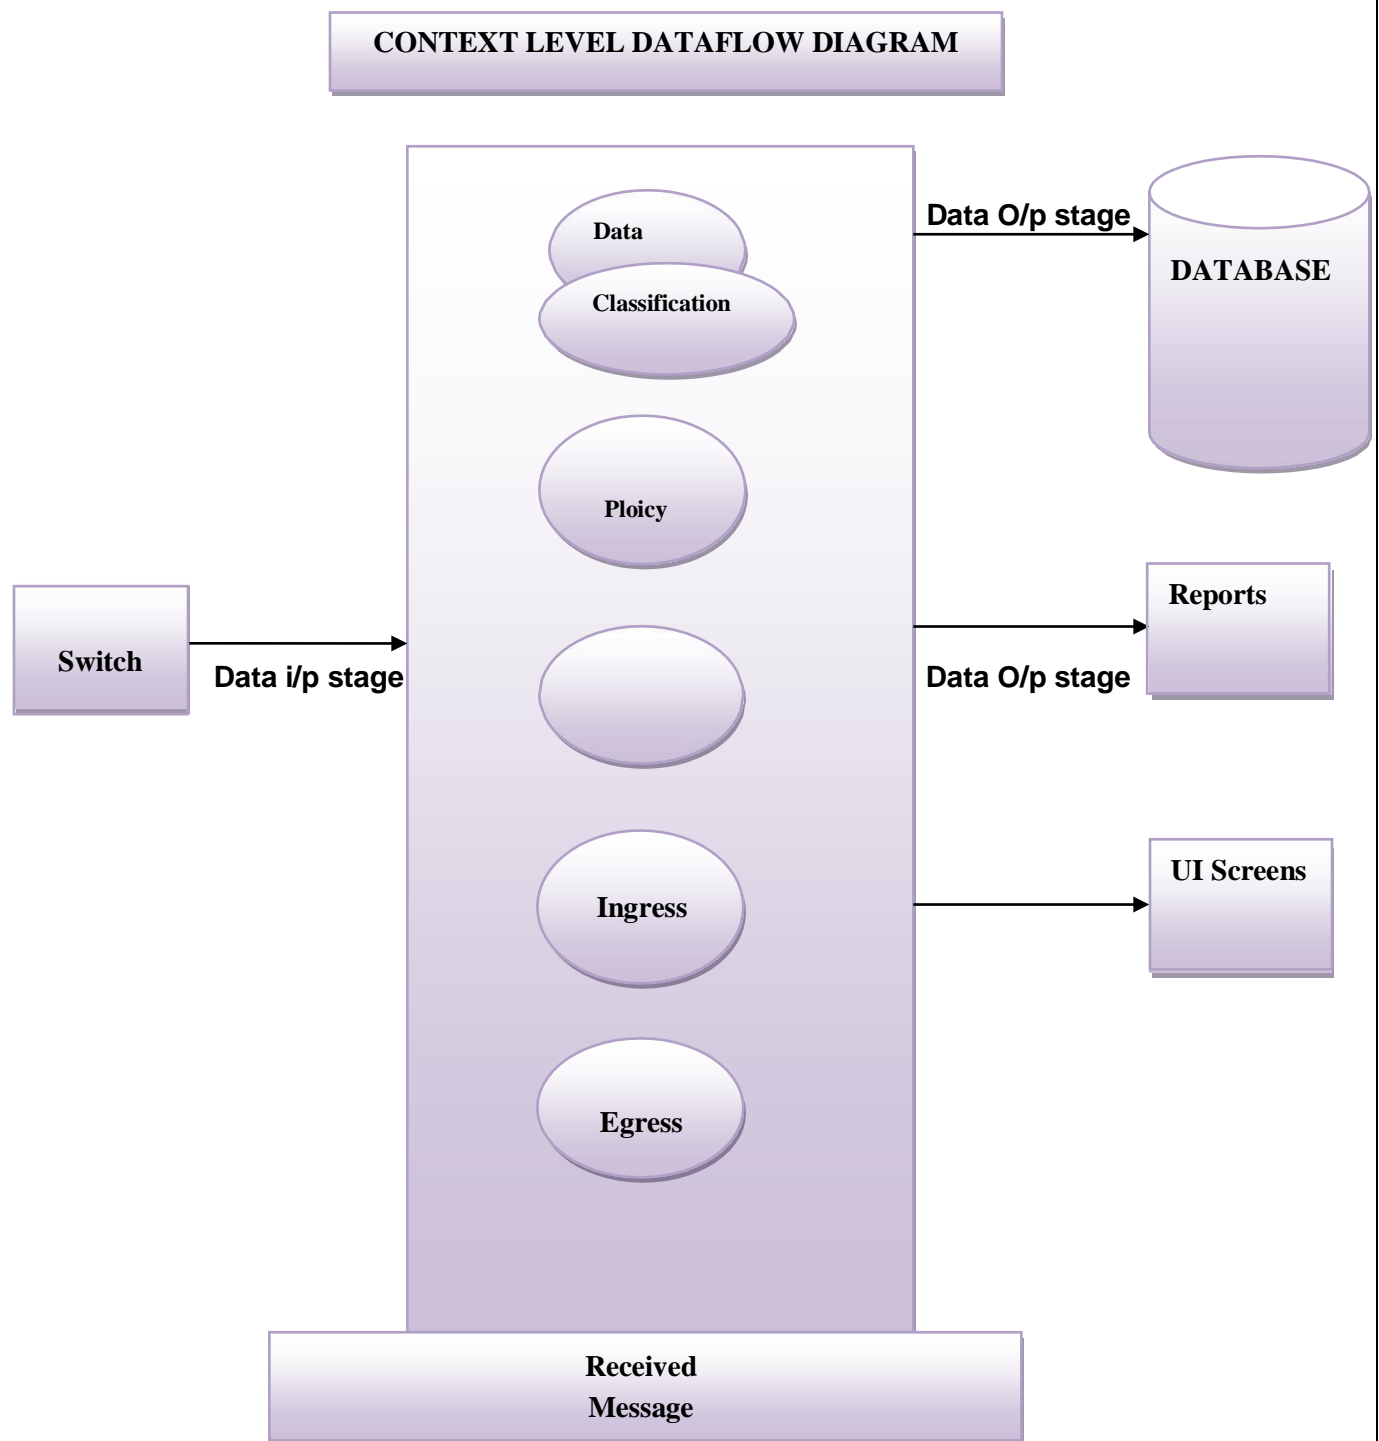 CONTEXT LEVEL DATAFLOW DIAGRAM
Data
Classification
Data O/p stage
DATABASE
Ploicy
Switch
Data i/p stage
Reports
Data O/p stage
UI Screens
Ingress
Egress
Received
Message